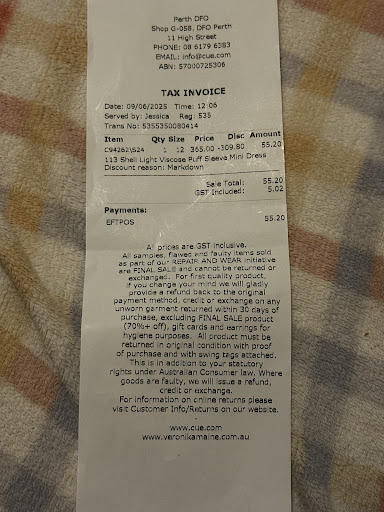 Perth DFO
Shop G-058, DFO Perth
11 High Street
PHONE: 08 6179 6383
EMAIL: info@cue.com
ABN: 57000725306
TAX INVOICE
Date: 09/06/2025 Time: 12:06
Served by: Jessica Reg: 535
Trans No: 5355350080414
Item Qty Size Price Disc Amount
C94262\S24 1 12 365.00 -309.80 55.20
113 Shell Light Viscose Puff Sleeve Mini Dress
Discount reason: Markdown
Sale Total: 55.20
GST Included: 5.02
Payments:
EFTPOS 55.20
All prices are GST inclusive.
All samples, flawed and faulty items sold
as part of our REPAIR AND WEAR initiative
are FINAL SALE and cannot be returned or
exchanged. For first quality product,
if you change your mind we will gladly
provide a refund back to the original
payment method, credit or exchange on any
unworn garment returned within 30 days of
purchase, excluding FINAL SALE product
(70%+ off), gift cards and earrings for
hygiene purposes. All product must be
returned in original condition with proof
of purchase and with swing tags attached.
This is in addition to your statutory
rights under Australian Consumer law. Where
goods are faulty, we will issue a refund,
credit or exchange.
For information on online returns please
visit Customer Info/Returns on our website.
www.cue.com
www.veronikamaine.com.au